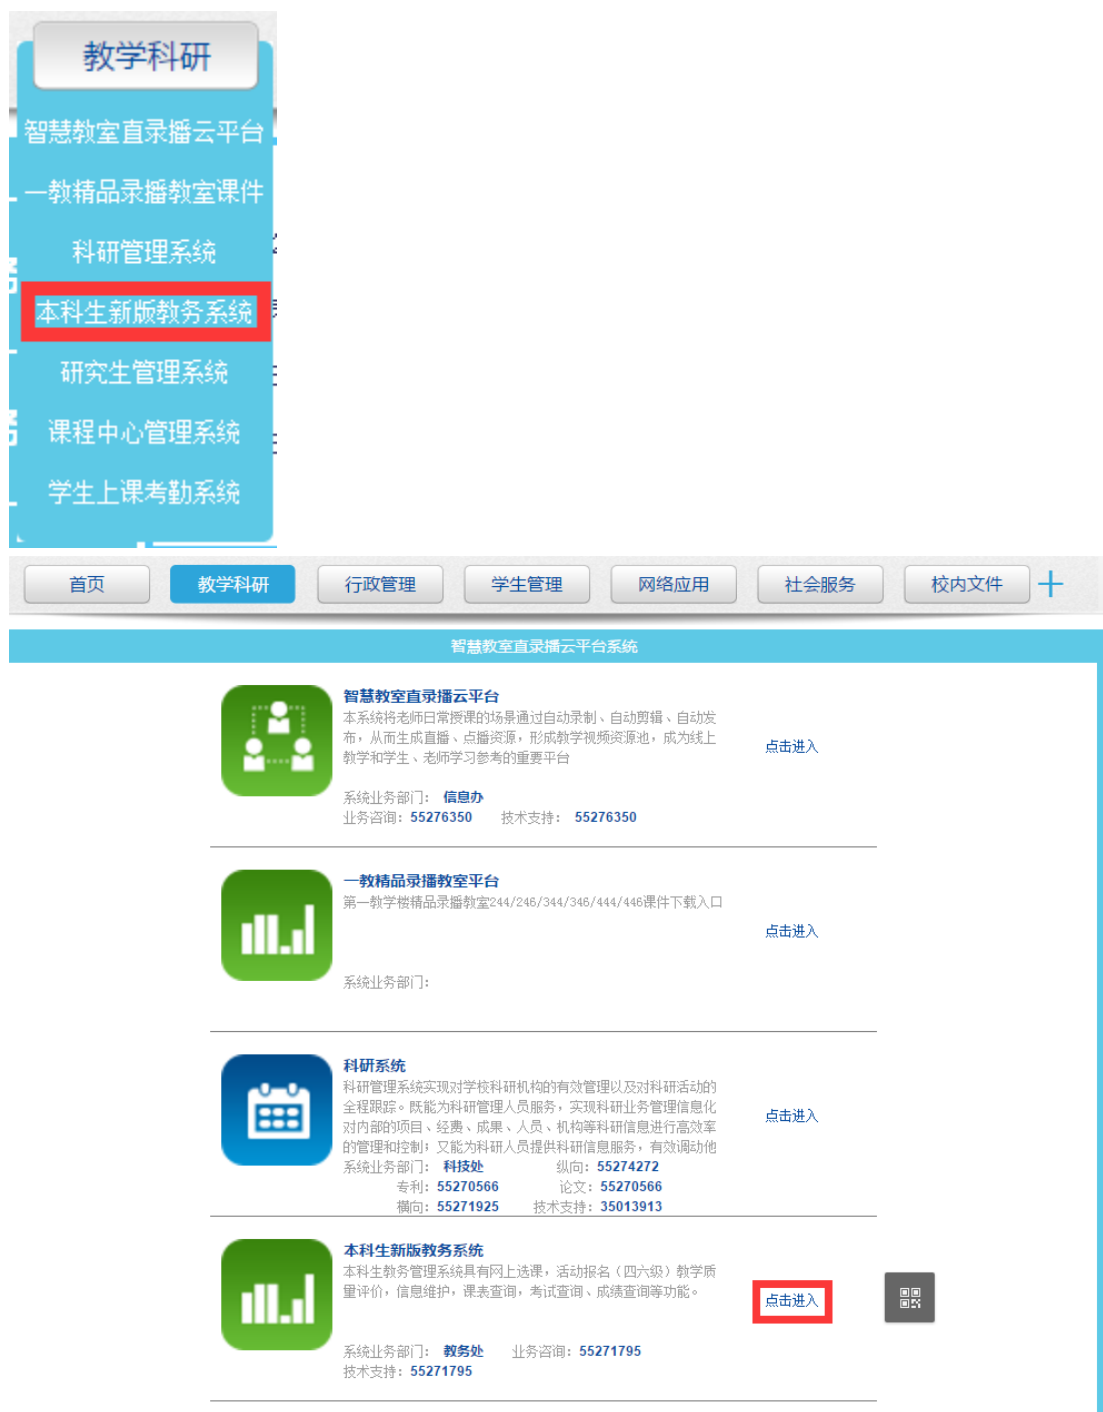 教学科研
智慧教室直录播云平台
一教精品录播教室课件
科研管理系统
本科生新版教务系统
研究生管理系统
课程中心管理系统
学生上课考勤系统
首页 教学科研 行政管理 学生管理 网络应用 社会服务 校内文件
智慧教室直录播云平台系统
智慧教室直录播云平台
本系统将老师日常授课的场景通过自动录制、自动剪辑、自动发
布，从而生成直播、点播资源，形成教学视频资源池，成为线上
教学和学生、老师学习参考的重要平台
点击进入
系统业务部门： 信息办
业务咨询：55276350 技术支持： 55276350
一教精品录播教室平台
第一教学楼精品录播教室244/246/344/346/444/446课件下载入口
点击进入
系统业务部门：
科研系统
科研管理系统实现对学校科研机构的有效管理以及对科研活动的
全程跟踪。既能为科研管理人员服务，实现科研业务管理信息化
对内部的项目、经费、成果、人员、机构等科研信息进行高效率
的管理和控制；又能为科研人员提供科研信息服务，有效调动他
点击进入
系统业务部门： 科技处 纵向：55274272
专利：55270566 论文：55270566
横向：55271925 技术支持：35013913
本科生新版教务系统
本科生教务管理系统具有网上选课，活动报名（四六级）教学质
量评价，信息维护，课表查询，考试查询、成绩查询等功能。
点击进入
系统业务部门： 教务处 业务咨询：55271795
技术支持：55271795